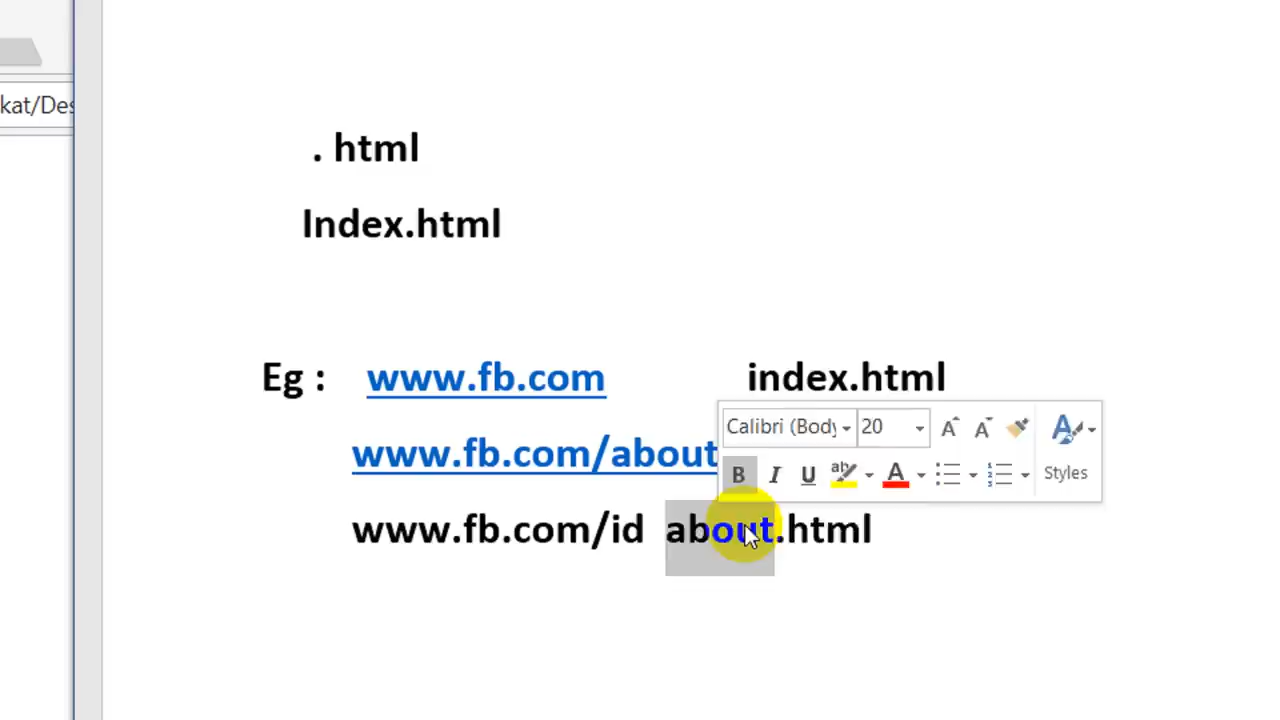 kat/Des
. html
Index.html
Eg : www.fb.com index.html
Calibri (Body 20
www.fb.com/about
B I U ab A Styles
www.fb.com/id about.html